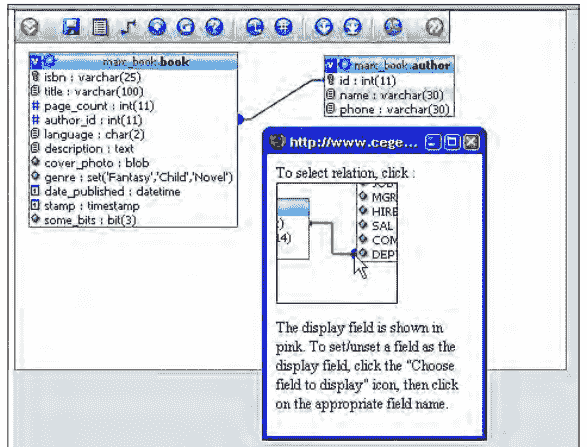 marc_book.book
isbn : varchar(25)
title : varchar(100)
page_count : int(11)
author_id : int(11)
language : char(2)
description : text
cover_photo : blob
genre : set('Fantasy','Child','Novel')
date_published : datetime
stamp : timestamp
some_bits : bit(3)
marc_book.author
id : int(11)
name : varchar(30)
phone : varchar(30)
http://www.cege...
To select relation, click :
JOB
MGR
HIRE
SAL
COM
DEPT
14)
The display field is shown in
pink. To set/unset a field as the
display field, click the "Choose
field to display" icon, then click
on the appropriate field name.